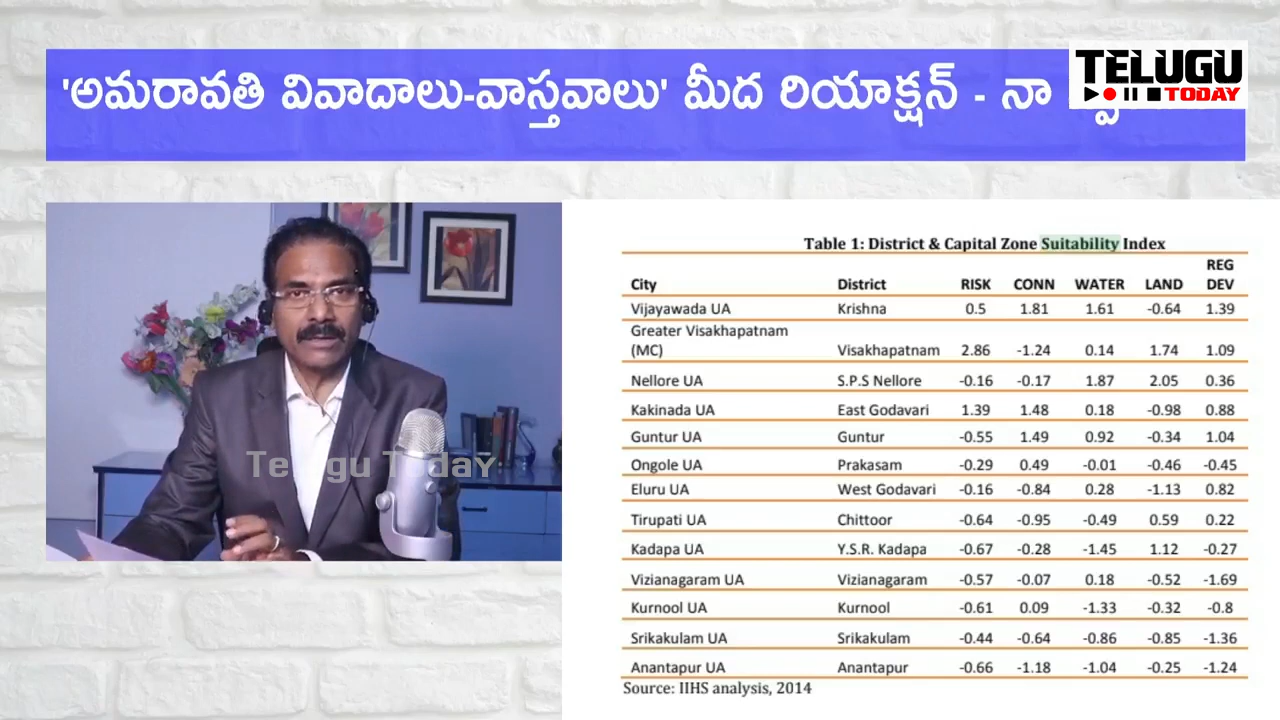 'అమరావతి వివాదాలు-వాస్తవాలు' మీద రియాక్షన్ - నా
TELUGU
TODAY
Telugu Today
Table 1: District & Capital Zone Suitability Index
City District RISK CONN WATER LAND REG DEV
Vijayawada UA Krishna 0.5 1.81 1.61 -0.64 1.39
Greater Visakhapatnam (MC) Visakhapatnam 2.86 -1.24 0.14 1.74 1.09
Nellore UA S.P.S Nellore -0.16 -0.17 1.87 2.05 0.36
Kakinada UA East Godavari 1.39 1.48 0.18 -0.98 0.88
Guntur UA Guntur -0.55 1.49 0.92 -0.34 1.04
Ongole UA Prakasam -0.29 0.49 -0.01 -0.46 -0.45
Eluru UA West Godavari -0.16 -0.84 0.28 -1.13 0.82
Tirupati UA Chittoor -0.64 -0.95 -0.49 0.59 0.22
Kadapa UA Y.S.R. Kadapa -0.67 -0.28 -1.45 1.12 -0.27
Vizianagaram UA Vizianagaram -0.57 -0.07 0.18 -0.52 -1.69
Kurnool UA Kurnool -0.61 0.09 -1.33 -0.32 -0.8
Srikakulam UA Srikakulam -0.44 -0.64 -0.86 -0.85 -1.36
Anantapur UA Anantapur -0.66 -1.18 -1.04 -0.25 -1.24
Source: IIHS analysis, 2014